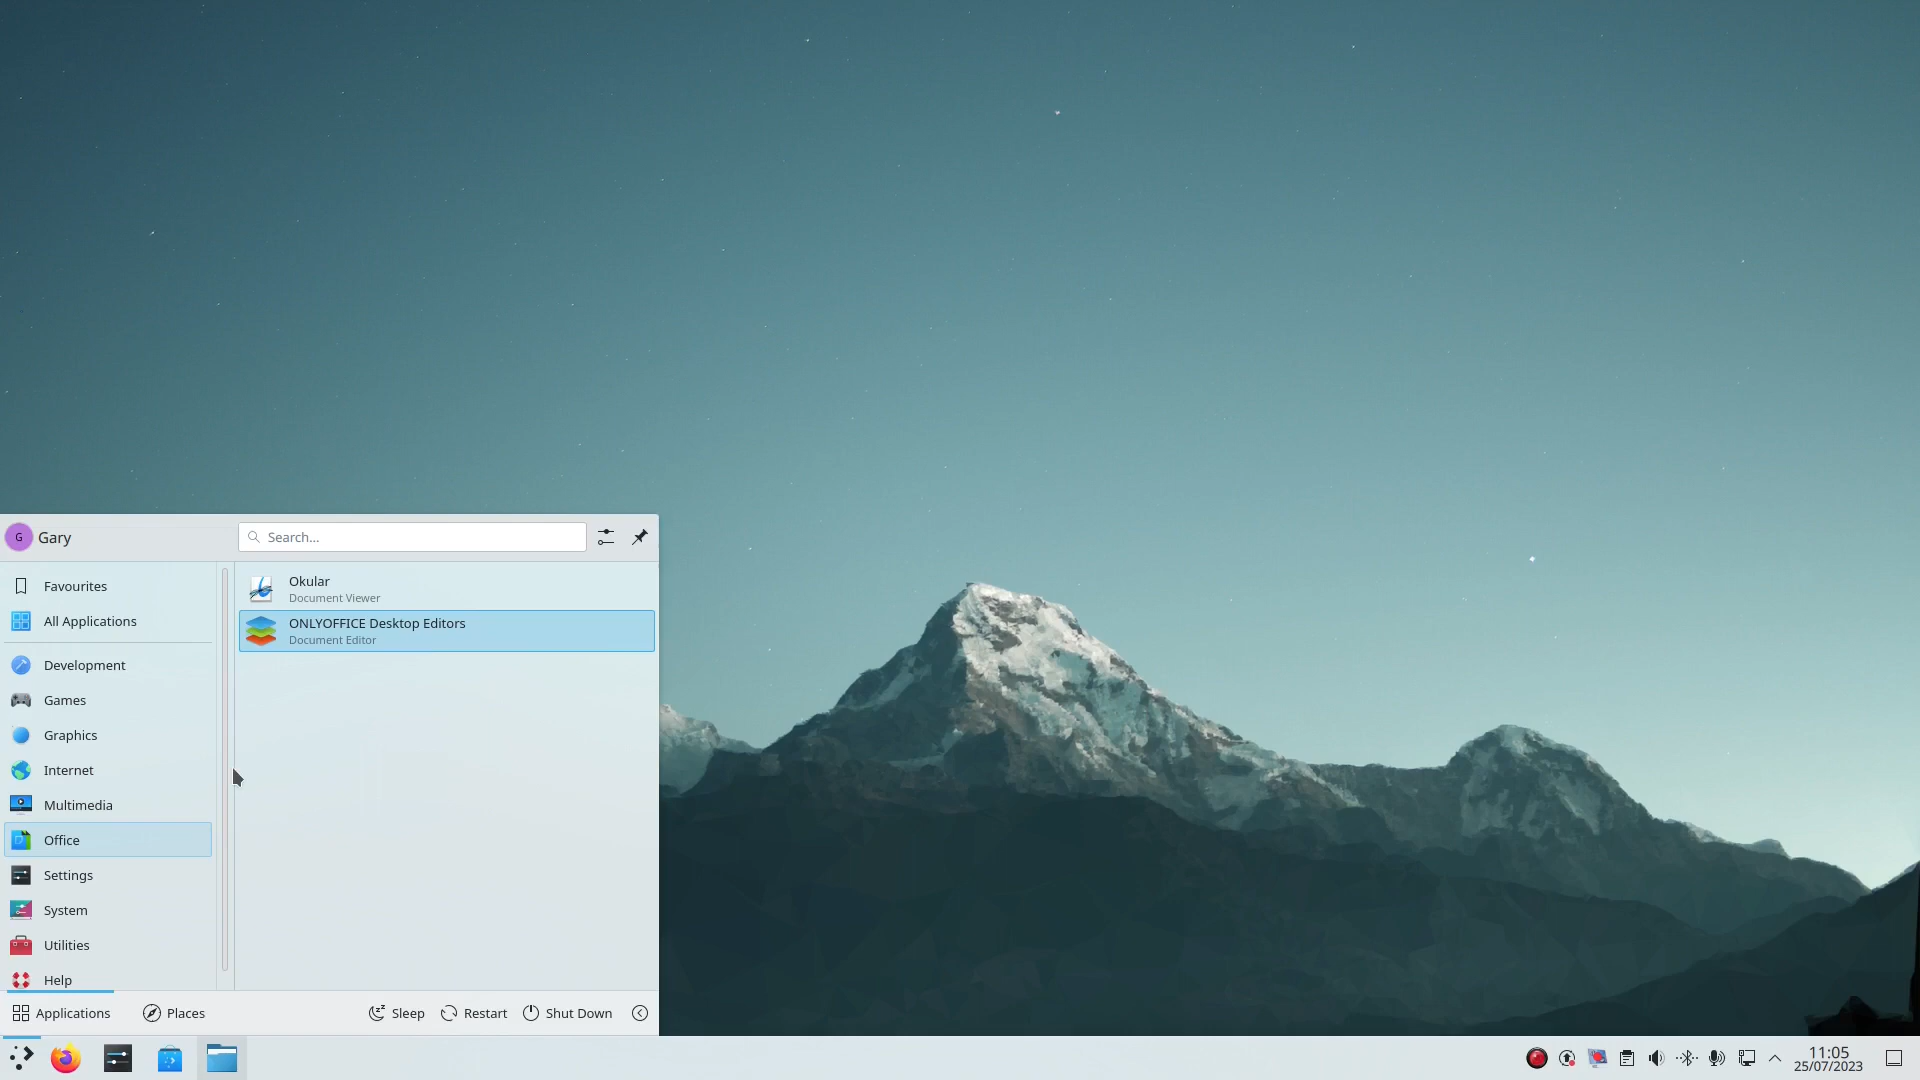 G Gary
Search...
Favourites
All Applications
Development
Games
Graphics
Internet
Multimedia
Office
Settings
System
Utilities
Help
Okular
Document Viewer
ONLYOFFICE Desktop Editors
Document Editor
Applications Places Sleep Restart Shut Down
11:05
25/07/2023